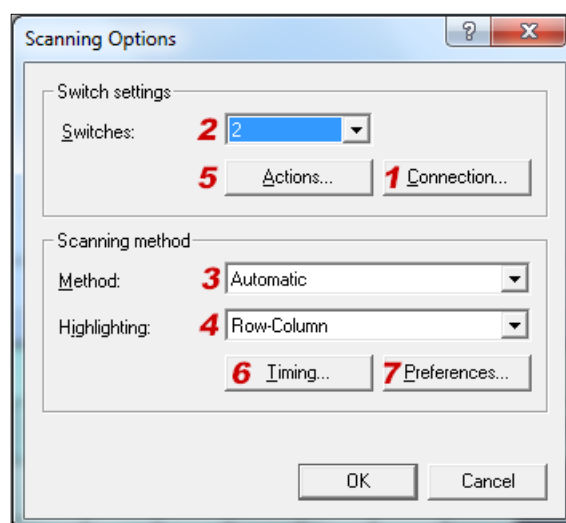 Scanning Options
Switch settings
Switches: 2 2
5 Actions... 1 Connection...
Scanning method
Method: 3 Automatic
Highlighting: 4 Row-Column
6 Timing... 7 Preferences...
OK Cancel